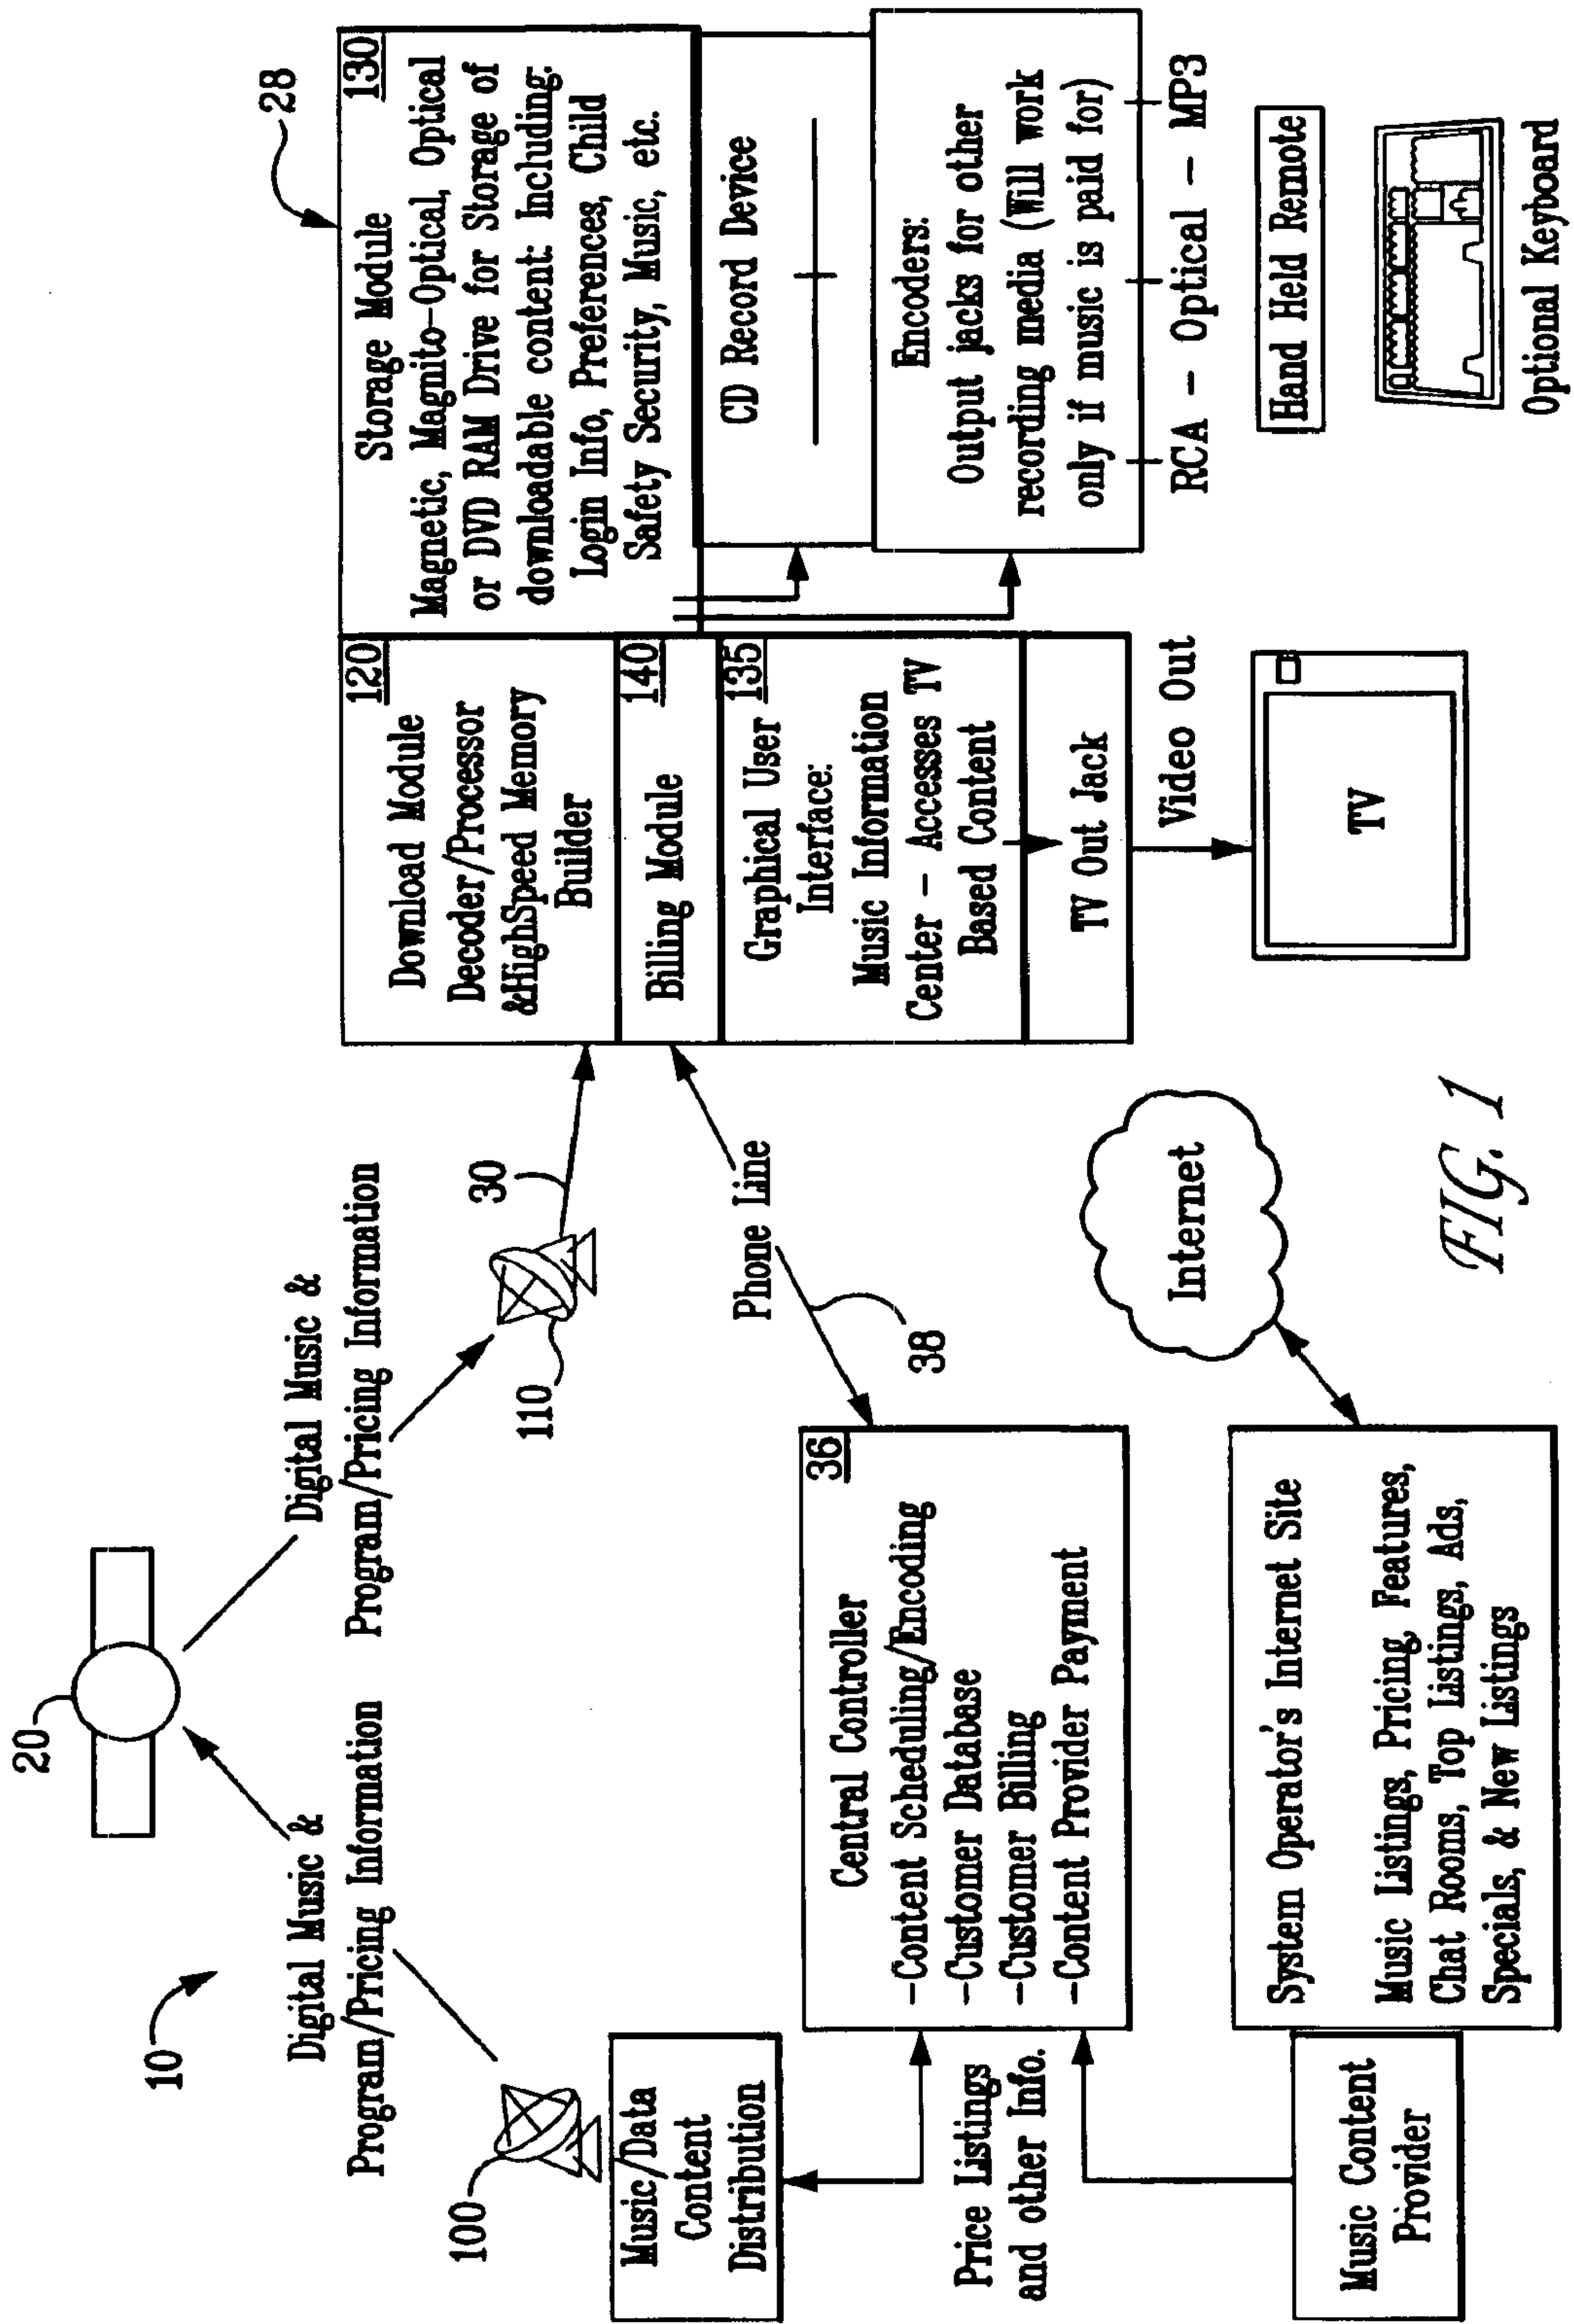 10
20
Digital Music &
Program/Pricing Information
Digital Music &
Program/Pricing Information
100
110
30
Music/Data
Content
Distribution
Price Listings
and other Info.
Music Content
Provider
36
Central Controller
-Content Scheduling/Encoding
-Customer Database
-Customer Billing
-Content Provider Payment
Phone Line
38
System Operator's Internet Site
Music Listings, Pricing, Features,
Chat Rooms, Top Listings, Ads,
Specials, & New Listings
Internet
28
120
Download Module
Decoder/Processor
&HighSpeed Memory
Builder
140
Billing Module
135
Graphical User
Interface:
Music Information
Center - Accesses TV
Based Content
TV Out Jack
Video Out
TV
130
Storage Module
Magnetic, Magnito-Optical, Optical
or DVD RAM Drive for Storage of
downloadable content: Including:
Login Info, Preferences, Child
Safety Security, Music, etc.
CD Record Device
Encoders:
Output jacks for other
recording media (Will work
only if music is paid for)
RCA - Optical - MP3
Hand Held Remote
Optional Keyboard
FIG. 1